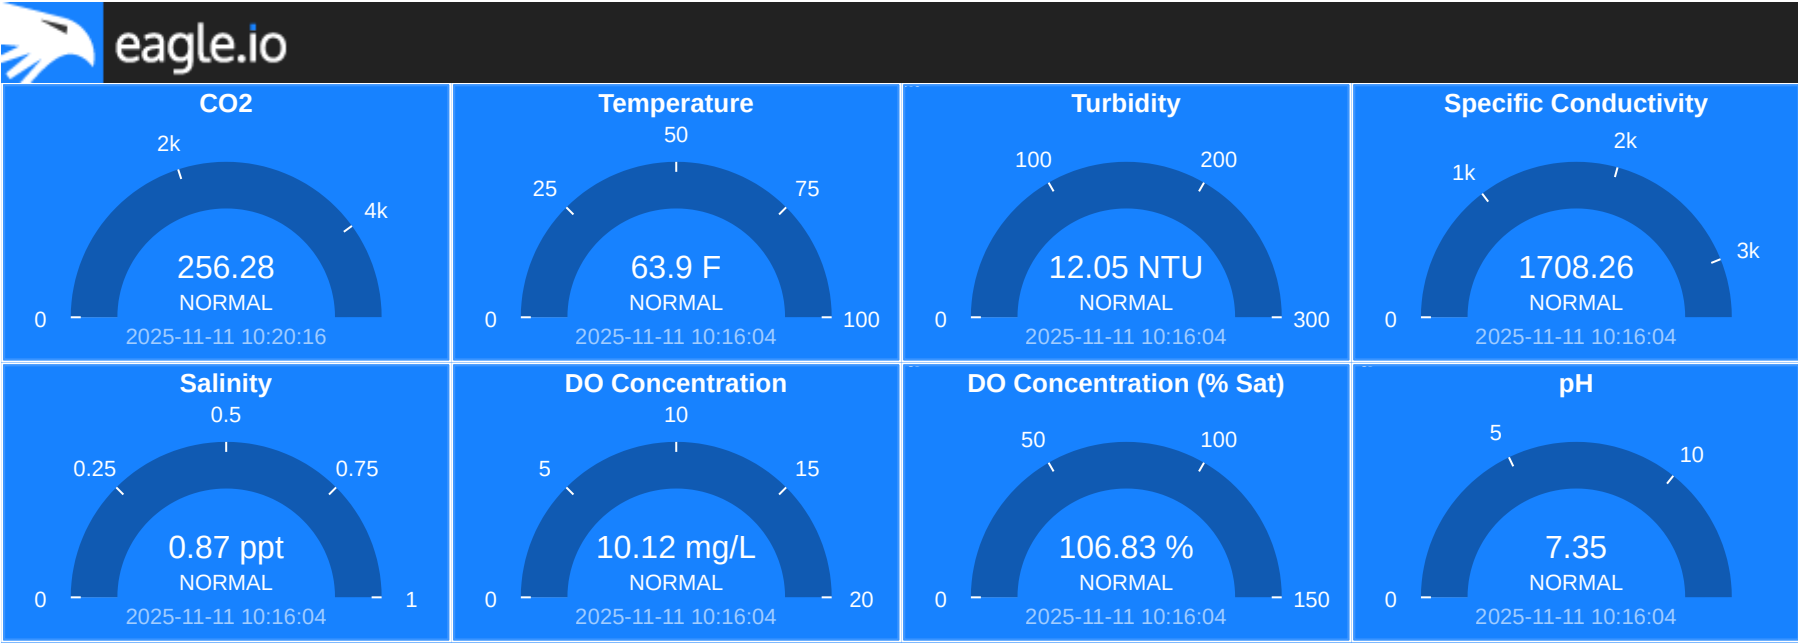 eagle.io
CO2
2k
4k
256.28
NORMAL
0
2025-11-11 10:20:16
Temperature
50
25
75
63.9 F
NORMAL
0
100
2025-11-11 10:16:04
Turbidity
100
200
12.05 NTU
NORMAL
0
300
2025-11-11 10:16:04
Specific Conductivity
2k
1k
3k
1708.26
NORMAL
0
2025-11-11 10:16:04
Salinity
0.5
0.25
0.75
0.87 ppt
NORMAL
0
1
2025-11-11 10:16:04
DO Concentration
10
5
15
10.12 mg/L
NORMAL
0
20
2025-11-11 10:16:04
DO Concentration (% Sat)
50
100
106.83 %
NORMAL
0
150
2025-11-11 10:16:04
pH
5
10
7.35
NORMAL
0
2025-11-11 10:16:04